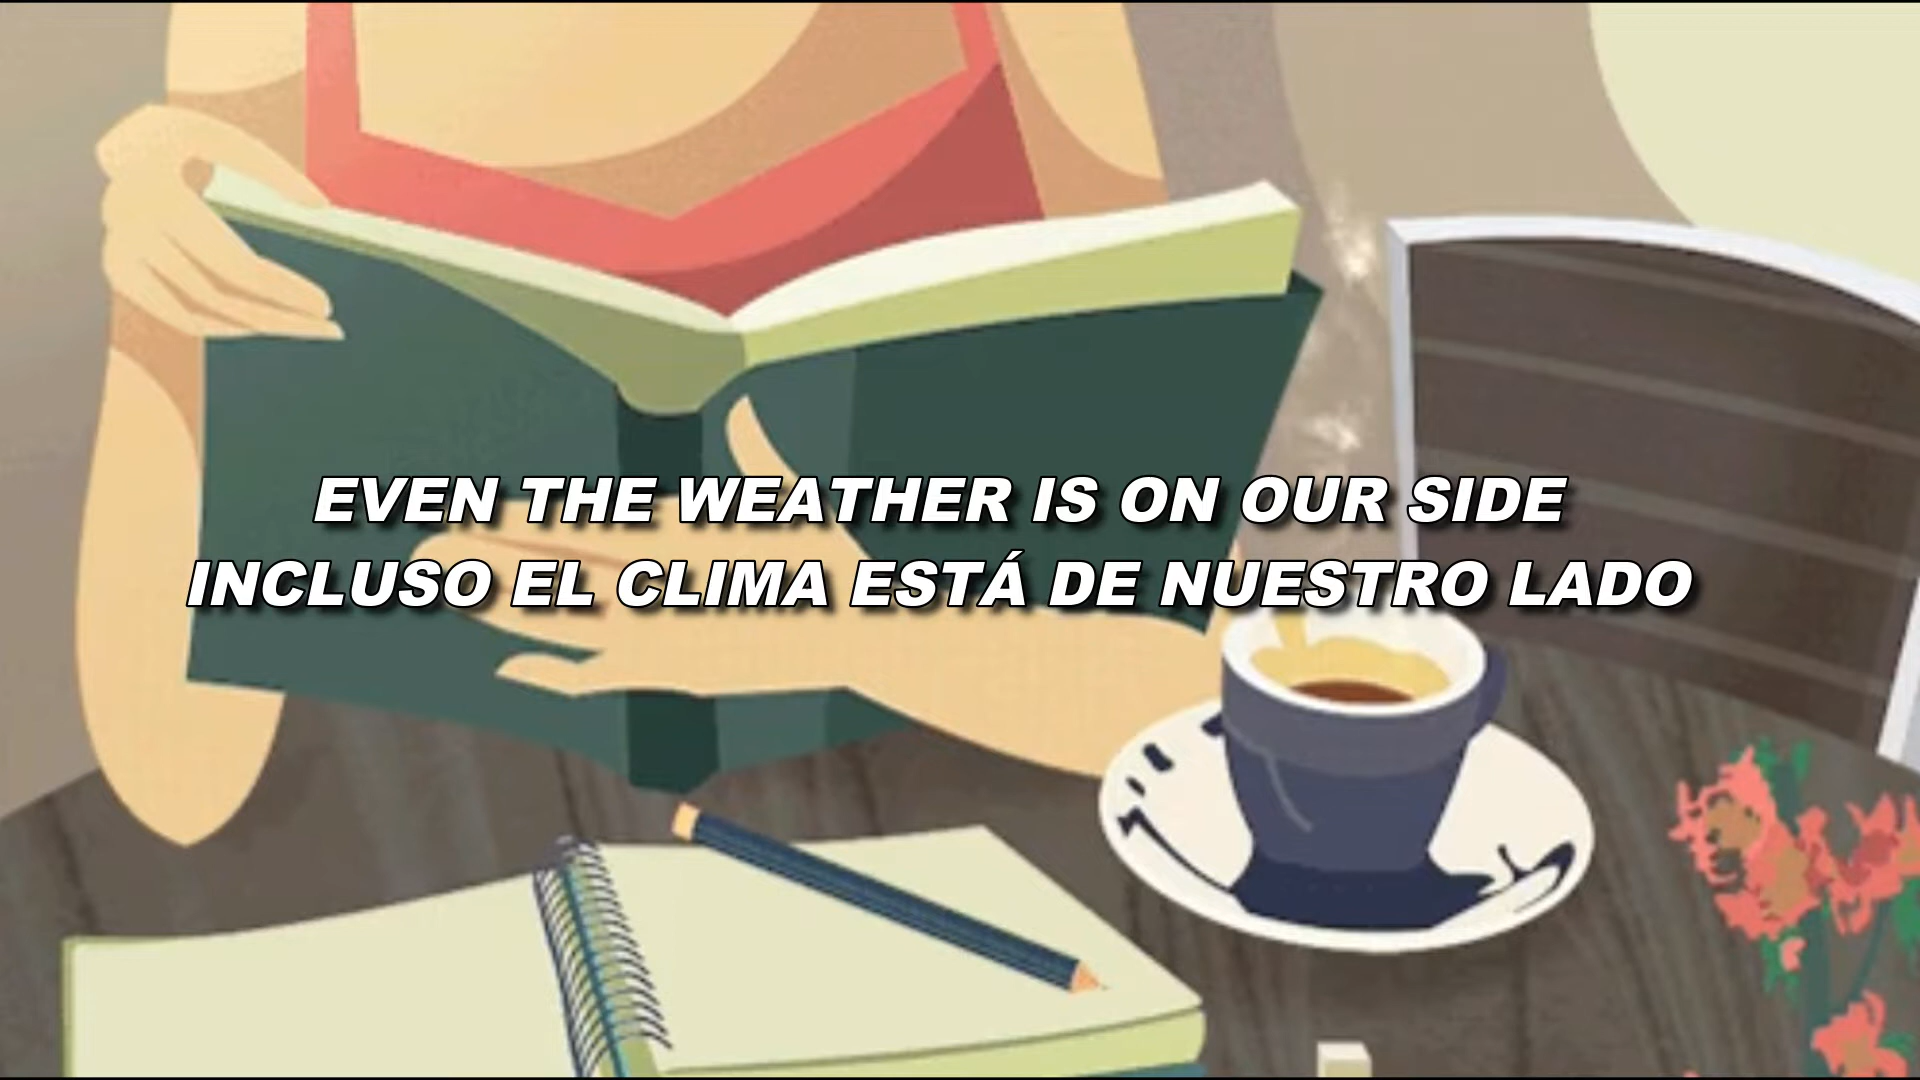 EVEN THE WEATHER IS ON OUR SIDE
INCLUSO EL CLIMA ESTÁ DE NUESTRO LADO